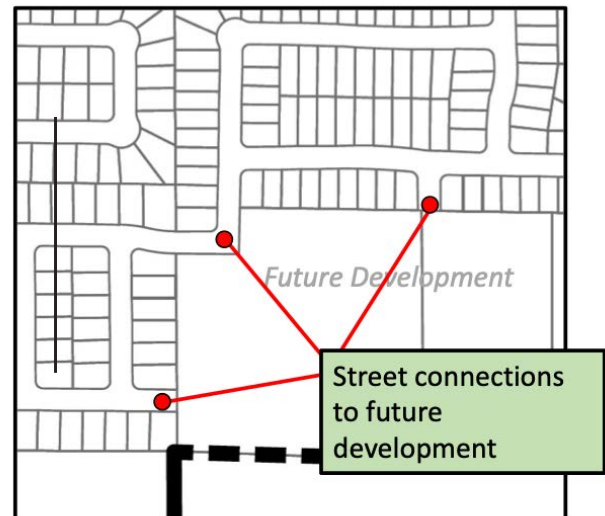 Future Development
Street connections
to future
development